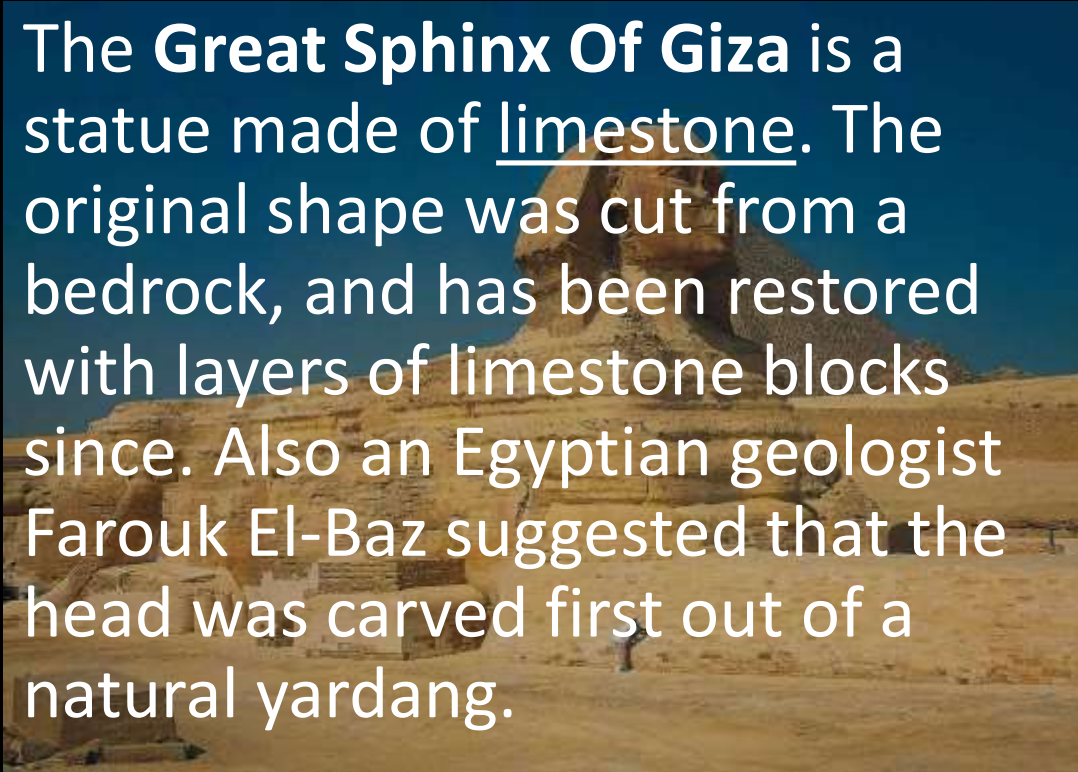 The Great Sphinx Of Giza is a
statue made of limestone. The
original shape was cut from a
bedrock, and has been restored
with layers of limestone blocks
since. Also an Egyptian geologist
Farouk El-Baz suggested that the
head was carved first out of a
natural yardang.